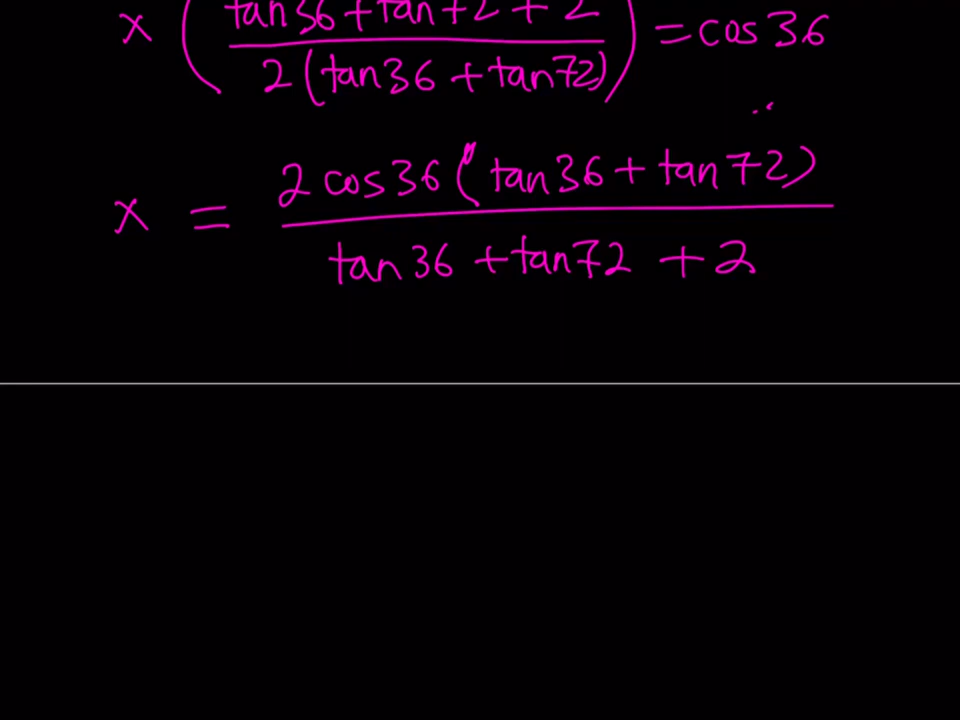 x ( tan36 + tan72 + 2 / 2(tan36 + tan72) ) = cos36
x = 2cos36(tan36 + tan72) / tan36 + tan72 + 2